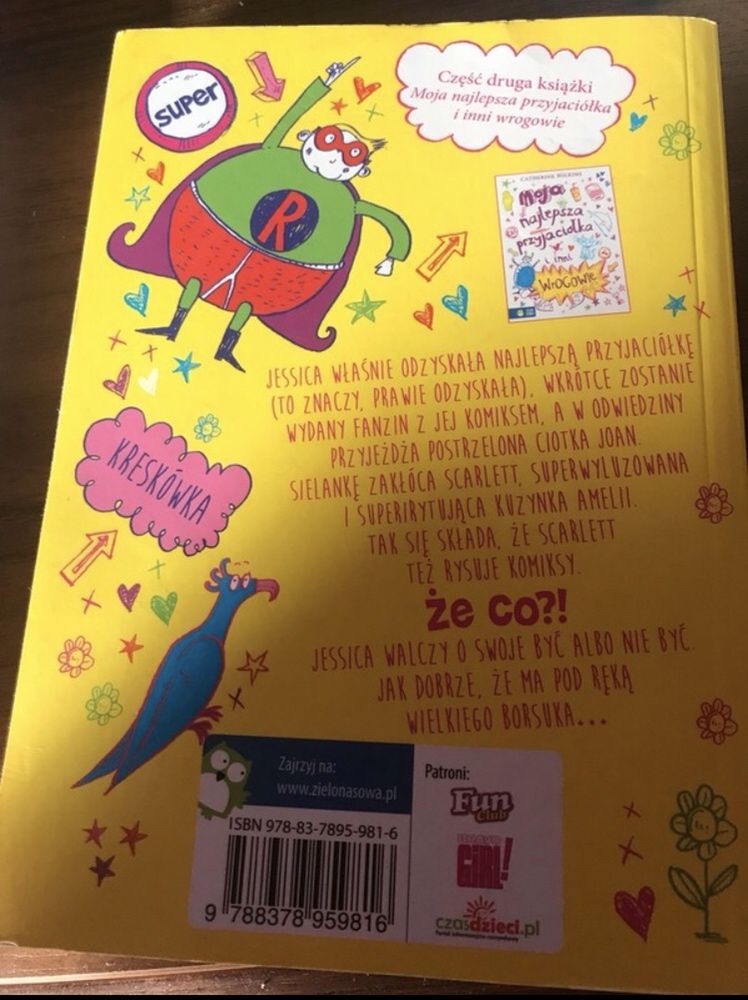 super
Część druga książki
Moja najlepsza przyjaciółka
i inni wrogowie
R
CATHERINE WILKINS
Moja
najlepsza
przyjaciółka
i inni
WROGOWIE
JESSICA WŁAŚNIE ODZYSKAŁA NAJLEPSZĄ PRZYJACIÓŁKĘ
(TO ZNACZY, PRAWIE ODZYSKAŁA). WKRÓTCE ZOSTANIE
WYDANY FANZIN Z JEJ KOMIKSEM, A W ODWIEDZINY
PRZYJEŻDŻA POSTRZELONA CIOTKA JOAN.
SIELANKĘ ZAKŁÓCA SCARLETT, SUPERWYLUZOWANA
I SUPERIRYTUJĄCA KUZYNKA AMELII.
TAK SIĘ SKŁADA, ŻE SCARLETT
TEŻ RYSUJE KOMIKSY.
że co?!
JESSICA WALCZY O SWOJE BYĆ ALBO NIE BYĆ.
JAK DOBRZE, ŻE MA POD RĘKĄ
WIELKIEGO BORSUKA...
KRESKÓWKA
Zajrzyj na:
www.zielonasowa.pl
ISBN 978-83-7895-981-6
9 788378 959816
Patroni:
Fun
Club
GIRL!
czasdzieci.pl